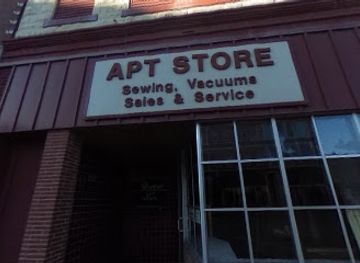 APT STORE
Sewing, Vacuums
Sales & Service